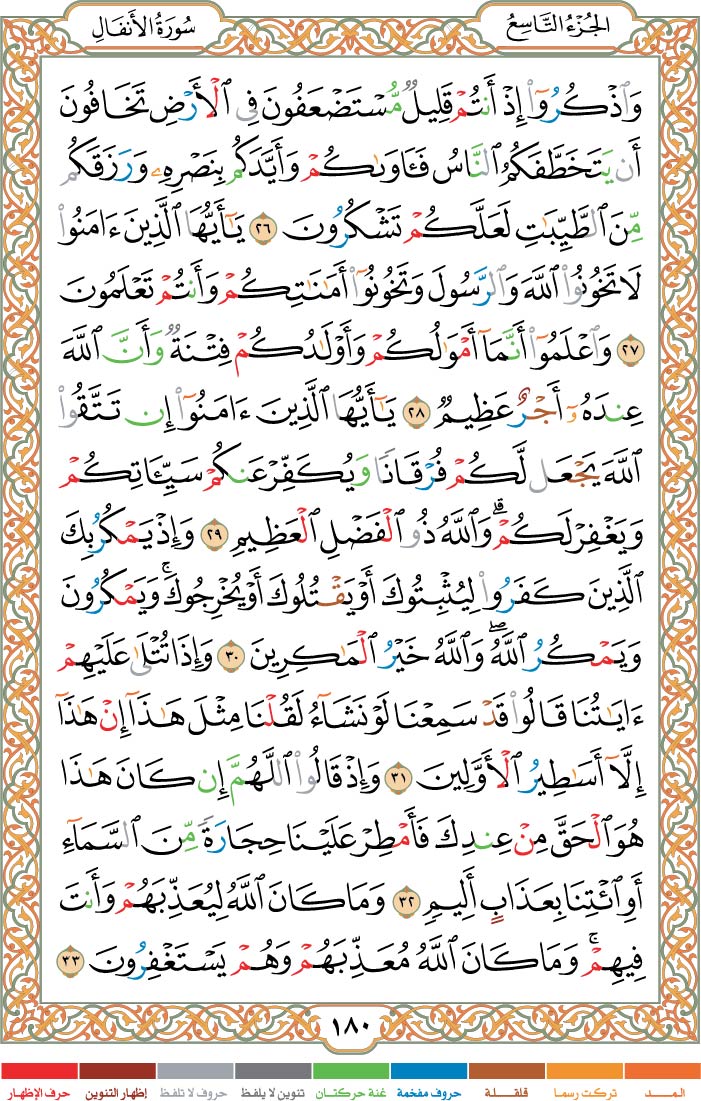 الجُزْءُ التَّاسِعُ
سُورَةُ الأَنفَالِ
وَٱذْكُرُوٓا۟ إِذْ أَنتُمْ قَلِيلٌ مُّسْتَضْعَفُونَ فِى ٱلْأَرْضِ تَخَافُونَ
أَن يَتَخَطَّفَكُمُ ٱلنَّاسُ فَـَٔاوَىٰكُمْ وَأَيَّدَكُم بِنَصْرِهِۦ وَرَزَقَكُم
مِّنَ ٱلطَّيِّبَـٰتِ لَعَلَّكُمْ تَشْكُرُونَ ٢٦ يَـٰٓأَيُّهَا ٱلَّذِينَ ءَامَنُوا۟
لَا تَخُونُوا۟ ٱللَّهَ وَٱلرَّسُولَ وَتَخُونُوٓا۟ أَمَـٰنَـٰتِكُمْ وَأَنتُمْ تَعْلَمُونَ
٢٧ وَٱعْلَمُوٓا۟ أَنَّمَآ أَمْوَٰلُكُمْ وَأَوْلَـٰدُكُمْ فِتْنَةٌ وَأَنَّ ٱللَّهَ
عِندَهُۥٓ أَجْرٌ عَظِيمٌ ٢٨ يَـٰٓأَيُّهَا ٱلَّذِينَ ءَامَنُوٓا۟ إِن تَتَّقُوا۟
ٱللَّهَ يَجْعَل لَّكُمْ فُرْقَانًا وَيُكَفِّرْ عَنكُمْ سَيِّـَٔاتِكُمْ
وَيَغْفِرْ لَكُمْ ۗ وَٱللَّهُ ذُو ٱلْفَضْلِ ٱلْعَظِيمِ ٢٩ وَإِذْ يَمْكُرُ بِكَ
ٱلَّذِينَ كَفَرُوا۟ لِيُثْبِتُوكَ أَوْ يَقْتُلُوكَ أَوْ يُخْرِجُوكَ ۚ وَيَمْكُرُونَ
وَيَمْكُرُ ٱللَّهُ ۖ وَٱللَّهُ خَيْرُ ٱلْمَـٰكِرِينَ ٣٠ وَإِذَا تُتْلَىٰ عَلَيْهِمْ
ءَايَـٰتُنَا قَالُوا۟ قَدْ سَمِعْنَا لَوْ نَشَآءُ لَقُلْنَا مِثْلَ هَـٰذَآ إِنْ هَـٰذَآ
إِلَّآ أَسَـٰطِيرُ ٱلْأَوَّلِينَ ٣١ وَإِذْ قَالُوا۟ ٱللَّهُمَّ إِن كَانَ هَـٰذَا
هُوَ ٱلْحَقَّ مِنْ عِندِكَ فَأَمْطِرْ عَلَيْنَا حِجَارَةً مِّنَ ٱلسَّمَآءِ
أَوِ ٱئْتِنَا بِعَذَابٍ أَلِيمٍ ٣٢ وَمَا كَانَ ٱللَّهُ لِيُعَذِّبَهُمْ وَأَنتَ
فِيهِمْ ۚ وَمَا كَانَ ٱللَّهُ مُعَذِّبَهُمْ وَهُمْ يَسْتَغْفِرُونَ ٣٣
١٨٠
المـــد تركت رسما قلقـــلة حروف مفخمة غنة حركتـان تنوين لا يلفظ حروف لا تلفظ إظهار التنوين حرف الإظهار